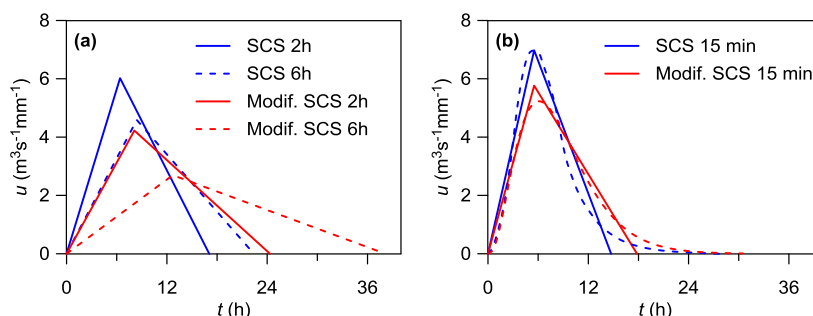 (a)
SCS 2h
SCS 6h
Modif. SCS 2h
Modif. SCS 6h
u (m³s⁻¹mm⁻¹)
8
6
4
2
0
0 12 24 36
t (h)
(b)
SCS 15 min
Modif. SCS 15 min
u (m³s⁻¹mm⁻¹)
8
6
4
2
0
0 12 24 36
t (h)